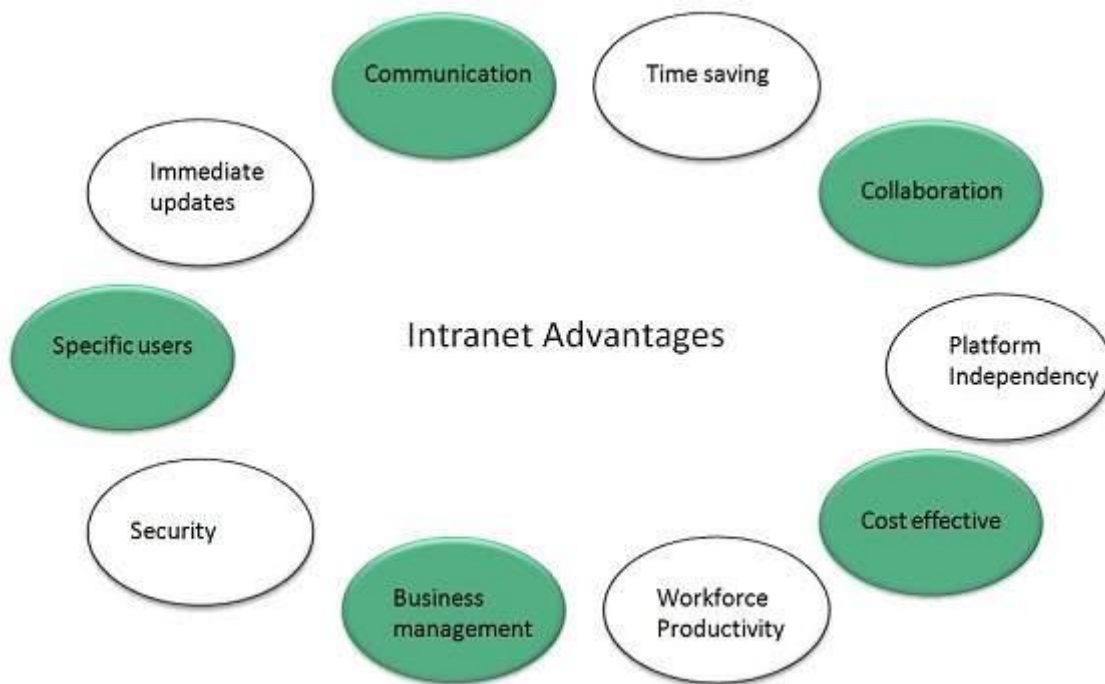 Communication
Time saving
Immediate
updates
Collaboration
Specific users
Intranet Advantages
Platform
Independency
Security
Cost effective
Business
management
Workforce
Productivity